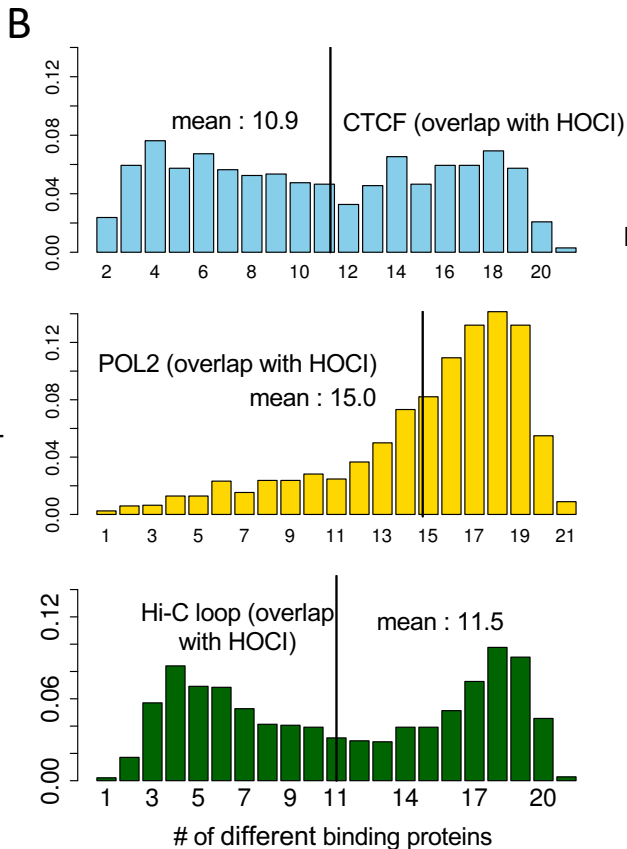 B
0.12
0.08
0.04
0.00
mean : 10.9
CTCF (overlap with HOCI)
2 4 6 8 10 12 14 16 18 20
0.12
0.08
0.04
0.00
POL2 (overlap with HOCI)
mean : 15.0
1 3 5 7 9 11 13 15 17 19 21
0.12
0.06
0.00
Hi-C loop (overlap
with HOCI)
mean : 11.5
1 3 5 7 9 11 14 17 20
# of different binding proteins